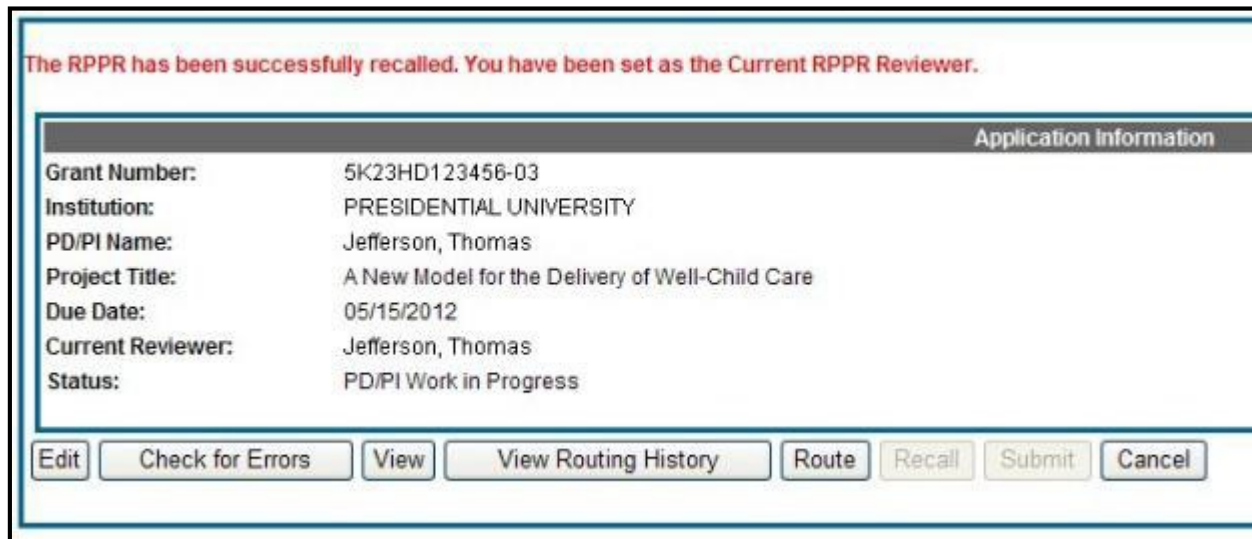 The RPPR has been successfully recalled. You have been set as the Current RPPR Reviewer.
Application Information
Grant Number: 5K23HD123456-03
Institution: PRESIDENTIAL UNIVERSITY
PD/PI Name: Jefferson, Thomas
Project Title: A New Model for the Delivery of Well-Child Care
Due Date: 05/15/2012
Current Reviewer: Jefferson, Thomas
Status: PD/PI Work in Progress
Edit Check for Errors View View Routing History Route Recall Submit Cancel